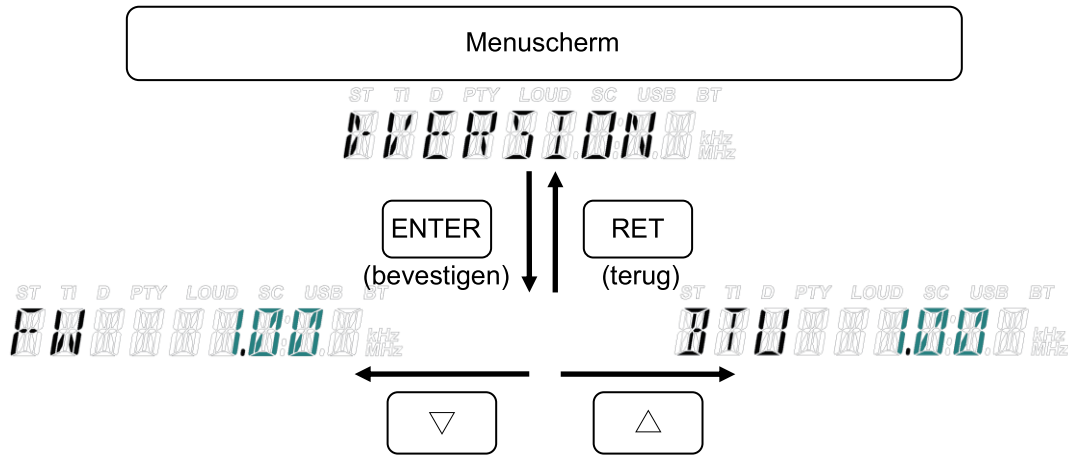 Menuscherm
ST TI D PTY LOUD SC USB BT
VERSION
kHz
MHz
ENTER RET
(bevestigen) (terug)
ST TI D PTY LOUD SC USB BT ST TI D PTY LOUD SC USB BT
FW 1.00 BTU 1.00
kHz kHz
MHz MHz
▽ △